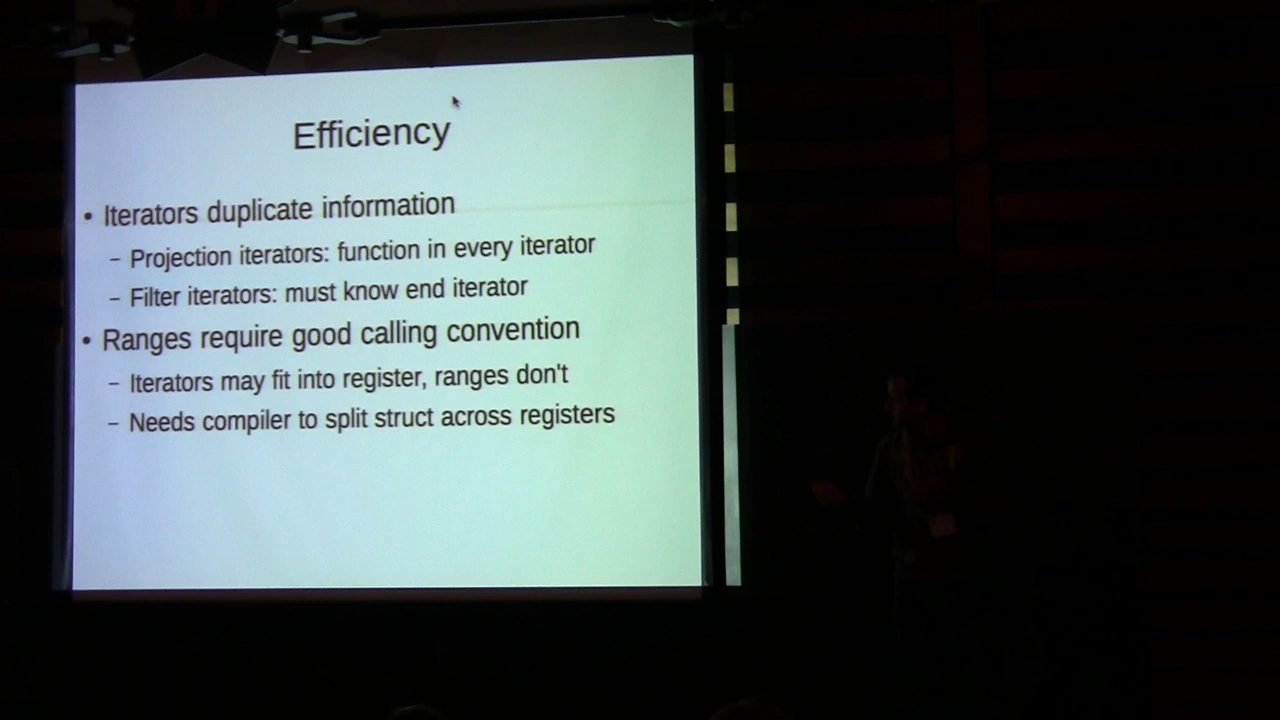 Efficiency
• Iterators duplicate information
– Projection iterators: function in every iterator
– Filter iterators: must know end iterator
• Ranges require good calling convention
– Iterators may fit into register, ranges don't
– Needs compiler to split struct across registers